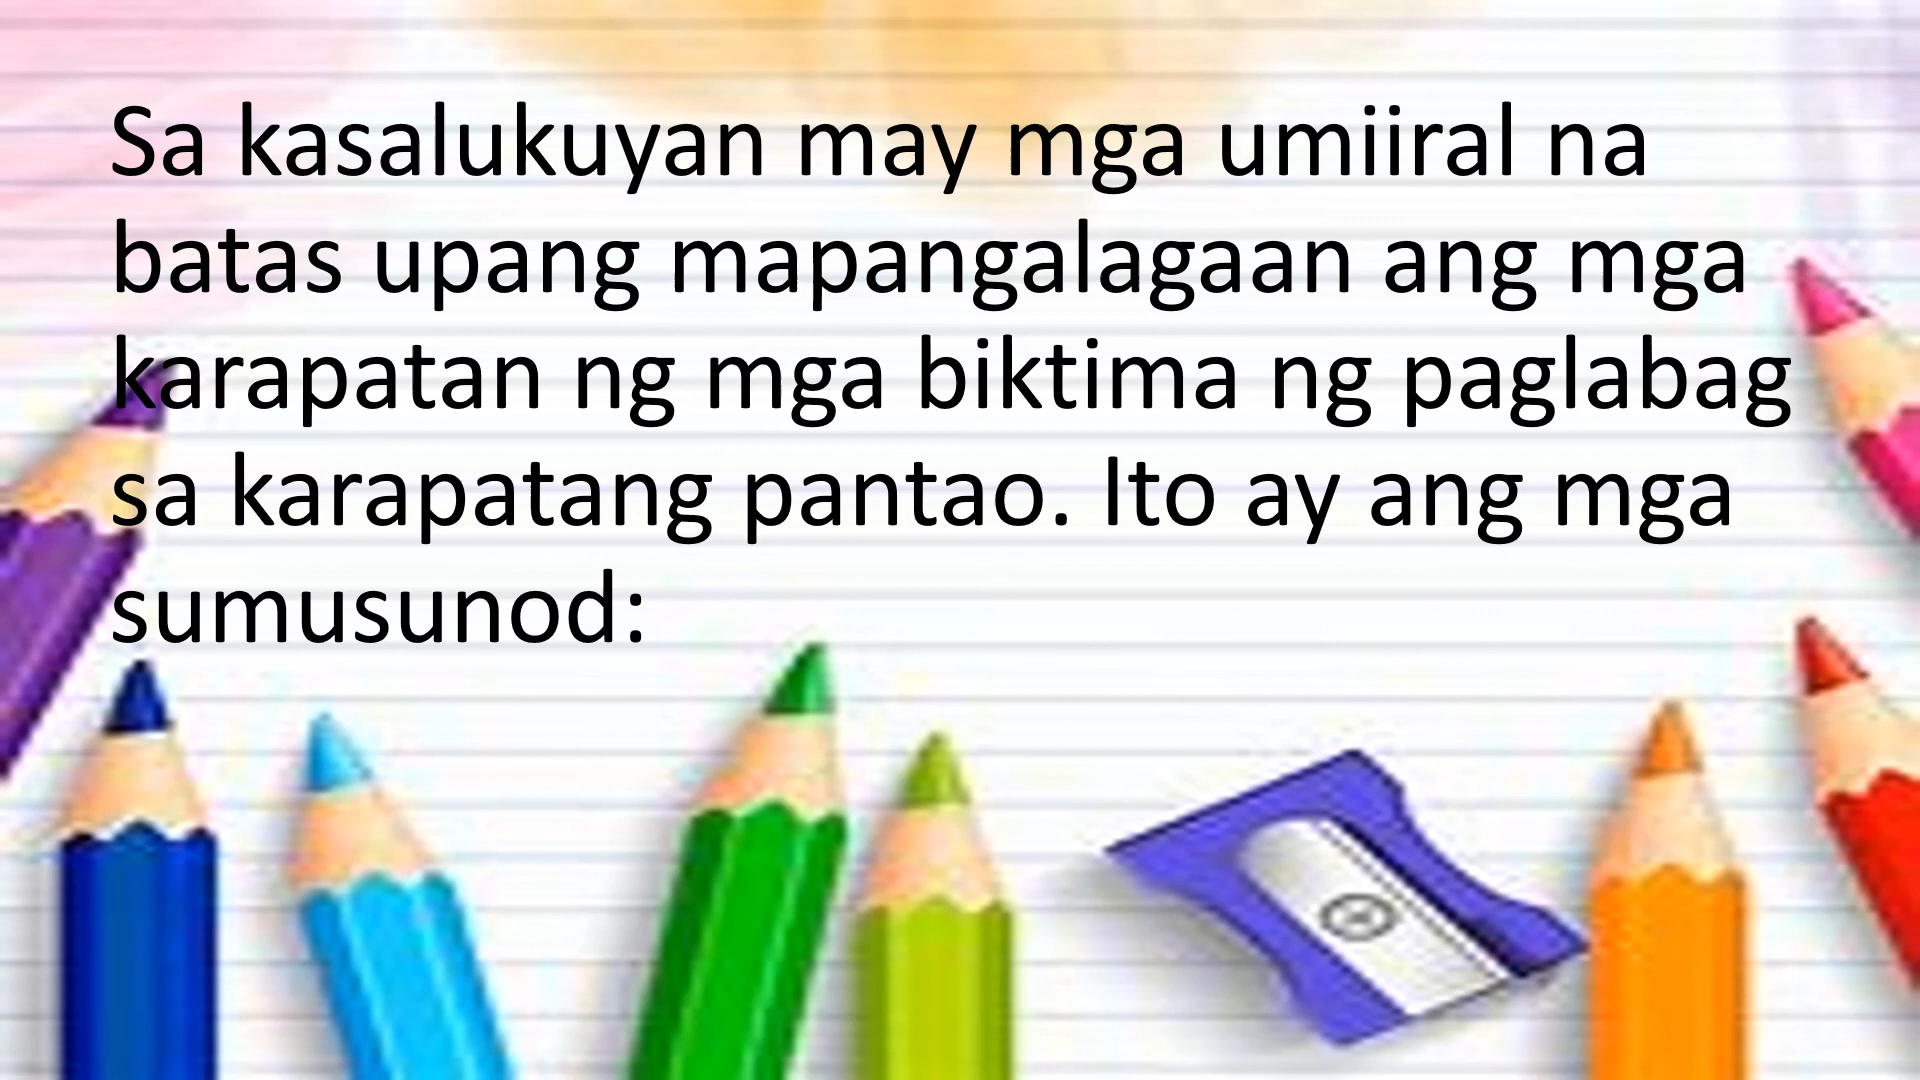 Sa kasalukuyan may mga umiiral na
batas upang mapangalagaan ang mga
karapatan ng mga biktima ng paglabag
sa karapatang pantao. Ito ay ang mga
sumusunod: